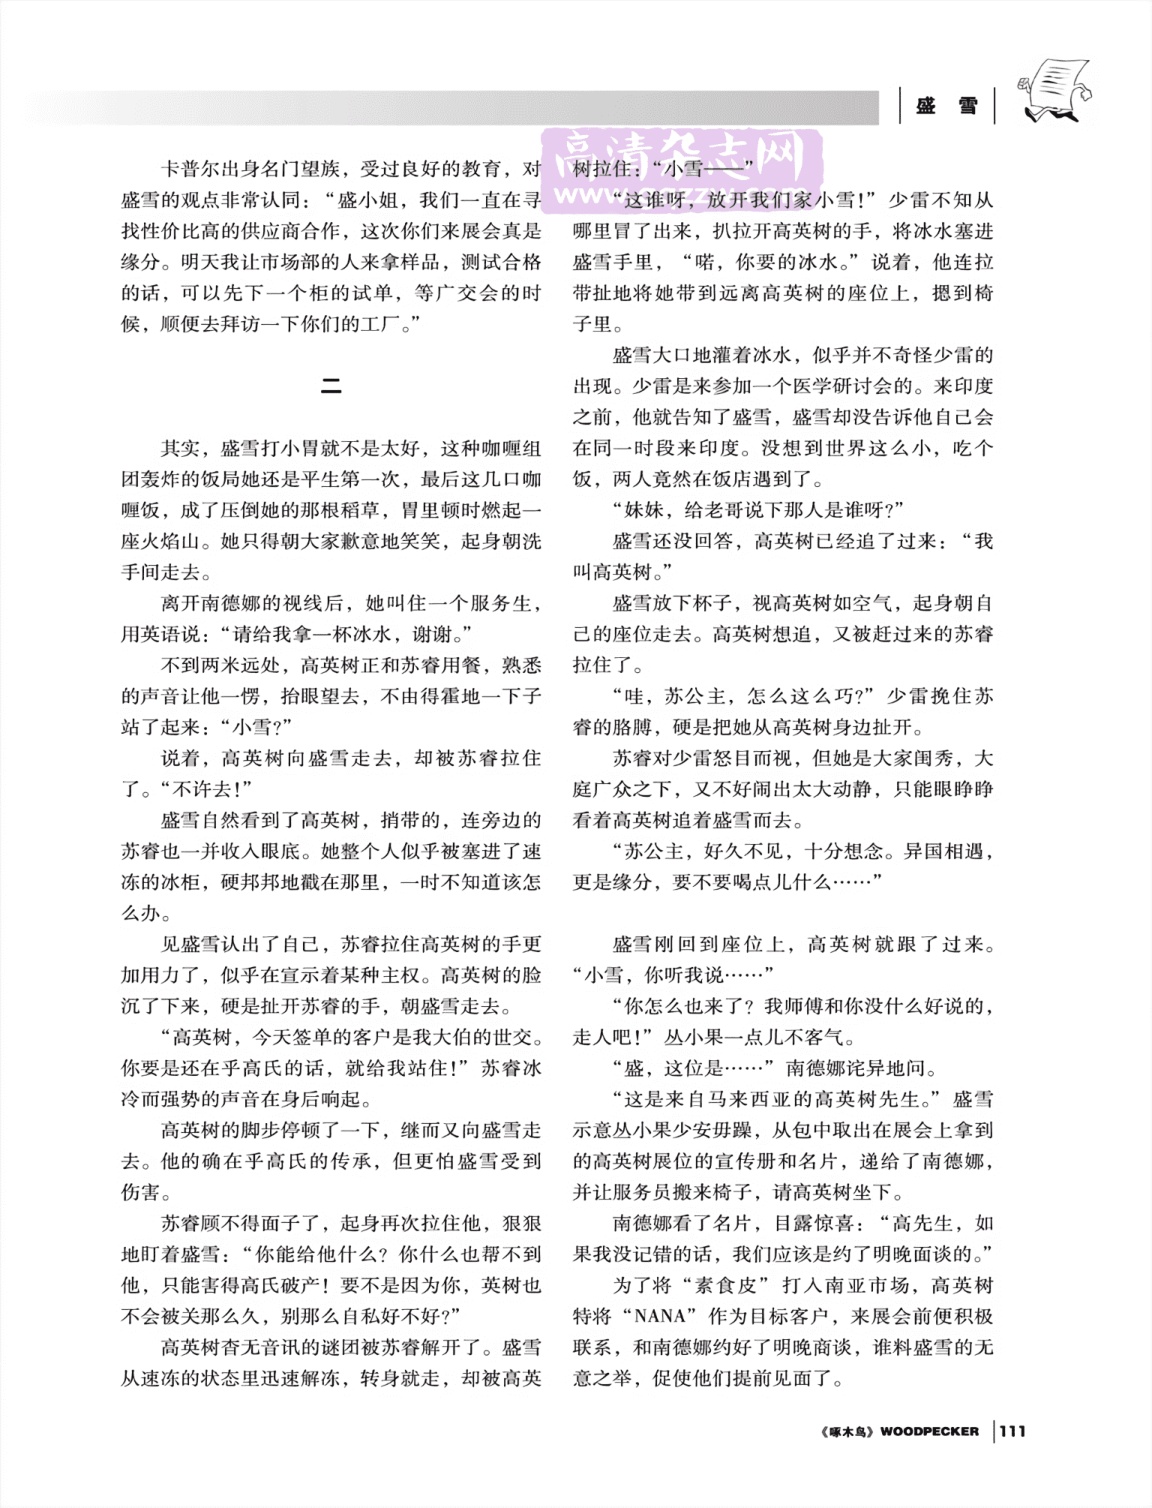 盛 雪
高清杂志网
卡普尔出身名门望族，受过良好的教育，对
盛雪的观点非常认同：“盛小姐，我们一直在寻
找性价比高的供应商合作，这次你们来展会真是
缘分。明天我让市场部的人来拿样品，测试合格
的话，可以先下一个柜的试单，等广交会的时
候，顺便去拜访一下你们的工厂。”
二
其实，盛雪打小胃就不是太好，这种咖喱组
团轰炸的饭局她还是平生第一次，最后这几口咖
喱饭，成了压倒她的那根稻草，胃里顿时燃起一
座火焰山。她只得朝大家歉意地笑笑，起身朝洗
手间走去。
离开南德娜的视线后，她叫住一个服务生，
用英语说：“请给我拿一杯冰水，谢谢。”
不到两米远处，高英树正和苏睿用餐，熟悉
的声音让他一愣，抬眼望去，不由得霍地一下子
站了起来：“小雪？”
说着，高英树向盛雪走去，却被苏睿拉住
了。“不许去！”
盛雪自然看到了高英树，捎带的，连旁边的
苏睿也一并收入眼底。她整个人似乎被塞进了速
冻的冰柜，硬邦邦地戳在那里，一时不知道该怎
么办。
见盛雪认出了自己，苏睿拉住高英树的手更
加用力了，似乎在宣示着某种主权。高英树的脸
沉了下来，硬是扯开苏睿的手，朝盛雪走去。
“高英树，今天签单的客户是我大伯的世交。
你要是还在乎高氏的话，就给我站住！”苏睿冰
冷而强势的声音在身后响起。
高英树的脚步停顿了一下，继而又向盛雪走
去。他的确在乎高氏的传承，但更怕盛雪受到
伤害。
苏睿顾不得面子了，起身再次拉住他，狠狠
地盯着盛雪：“你能给他什么？你什么也帮不到
他，只能害得高氏破产！要不是因为你，英树也
不会被关那么久，别那么自私好不好？”
高英树杳无音讯的谜团被苏睿解开了。盛雪
从速冻的状态里迅速解冻，转身就走，却被高英
树拉住：“小雪——”
“这谁呀，放开我们家小雪！”少雷不知从
哪里冒了出来，扒拉开高英树的手，将冰水塞进
盛雪手里，“喏，你要的冰水。”说着，他连拉
带扯地将她带到远离高英树的座位上，摁到椅
子里。
盛雪大口地灌着冰水，似乎并不奇怪少雷的
出现。少雷是来参加一个医学研讨会的。来印度
之前，他就告知了盛雪，盛雪却没告诉他自己会
在同一时段来印度。没想到世界这么小，吃个
饭，两人竟然在饭店遇到了。
“妹妹，给老哥说下那人是谁呀？”
盛雪还没回答，高英树已经追了过来：“我
叫高英树。”
盛雪放下杯子，视高英树如空气，起身朝自
己的座位走去。高英树想追，又被赶过来的苏睿
拉住了。
“哇，苏公主，怎么这么巧？”少雷挽住苏
睿的胳膊，硬是把她从高英树身边扯开。
苏睿对少雷怒目而视，但她是大家闺秀，大
庭广众之下，又不好闹出太大动静，只能眼睁睁
看着高英树追着盛雪而去。
“苏公主，好久不见，十分想念。异国相遇，
更是缘分，要不要喝点儿什么……”
盛雪刚回到座位上，高英树就跟了过来。
“小雪，你听我说……”
“你怎么也来了？我师傅和你没什么好说的，
走人吧！”丛小果一点儿不客气。
“盛，这位是……”南德娜诧异地问。
“这是来自马来西亚的高英树先生。”盛雪
示意丛小果少安毋躁，从包中取出在展会上拿到
的高英树展位的宣传册和名片，递给了南德娜，
并让服务员搬来椅子，请高英树坐下。
南德娜看了名片，目露惊喜：“高先生，如
果我没记错的话，我们应该是约了明晚面谈的。”
为了将“素食皮”打入南亚市场，高英树
特将“NANA”作为目标客户，来展会前便积极
联系，和南德娜约好了明晚商谈，谁料盛雪的无
意之举，促使他们提前见面了。
《啄木鸟》WOODPECKER 111